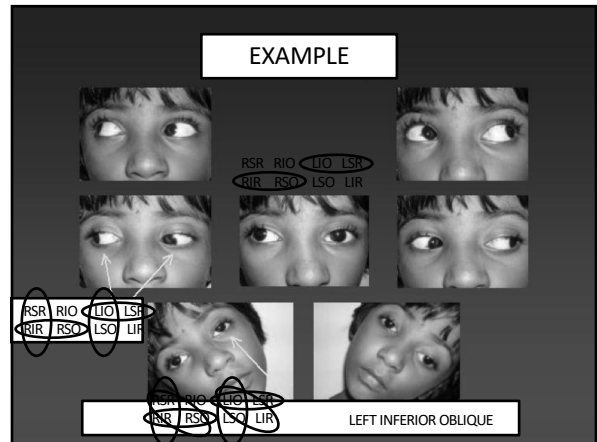 EXAMPLE
RSR RIO LIO LSR
RIR RSO LSO LIR
RSR RIO LIO LSR
RIR RSO LSO LIR
RSR RIO LIO LSR
RIR RSO LSO LIR
LEFT INFERIOR OBLIQUE